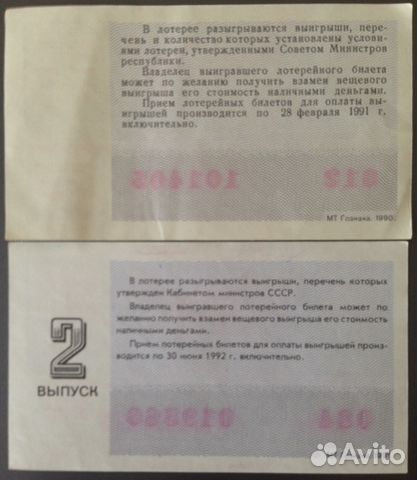 В лотерее разыгрываются выигрыши, пере-
чень и количество которых установлены услови-
ями лотереи, утвержденными Советом Министров
республики.
Владелец выигравшего лотерейного билета
может по желанию получить взамен вещевого
выигрыша его стоимость наличными деньгами.
Прием лотерейных билетов для оплаты вы-
игрышей производится по 28 февраля 1991 г.
включительно.
МТ Гознака. 1990.
В лотерее разыгрываются выигрыши, перечень которых
утвержден Кабинетом министров СССР.
Владелец выигравшего лотерейного билета может по
желанию получить взамен вещевого выигрыша его стоимость
наличными деньгами.
Прием лотерейных билетов для оплаты выигрышей произ-
водится по 30 июня 1992 г. включительно.
2
ВЫПУСК
Avito